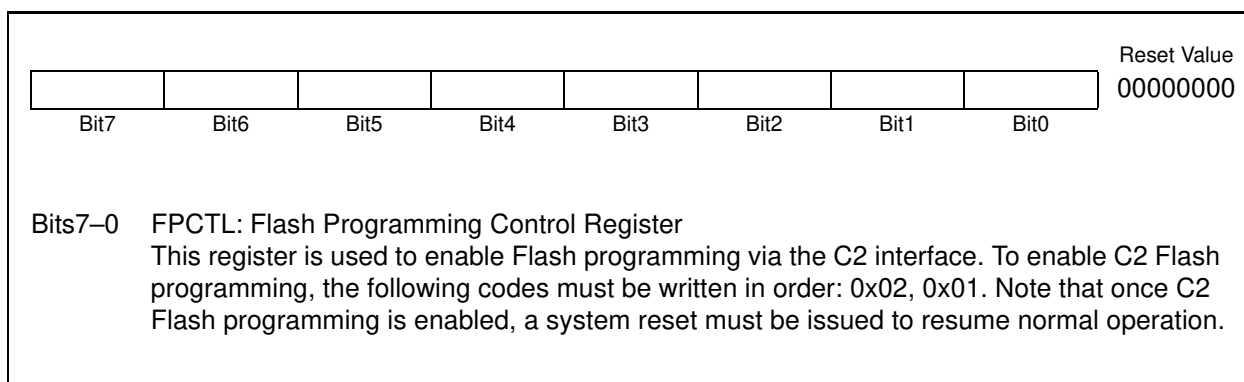 Reset Value
00000000
Bit7 Bit6 Bit5 Bit4 Bit3 Bit2 Bit1 Bit0
Bits7–0 FPCTL: Flash Programming Control Register
This register is used to enable Flash programming via the C2 interface. To enable C2 Flash
programming, the following codes must be written in order: 0x02, 0x01. Note that once C2
Flash programming is enabled, a system reset must be issued to resume normal operation.